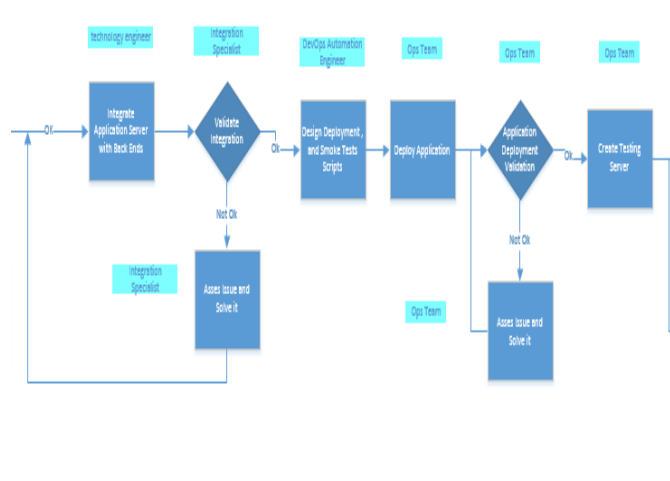 technology engineer
Integration
Specialist
DevOps Automation
Engineer
Ops Team
Ops Team
Ops Team
OK
Integrate
Application Server
with Back Ends
Validate
Integration
Ok
Design Deployment ,
and Smoke Tests
Scripts
Deploy Application
Application
Deployment
Validation
Ok
Create Testing
Server
Not Ok
Not Ok
Integration
Specialist
Asses Issue and
Solve it
Ops Team
Asses Issue and
Solve it